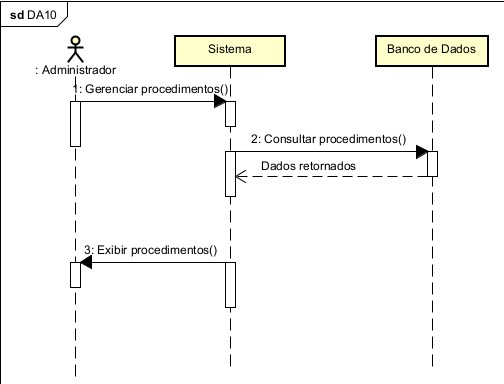 sd DA10
: Administrador
Sistema
Banco de Dados
1: Gerenciar procedimentos()
2: Consultar procedimentos()
Dados retornados
3: Exibir procedimentos()